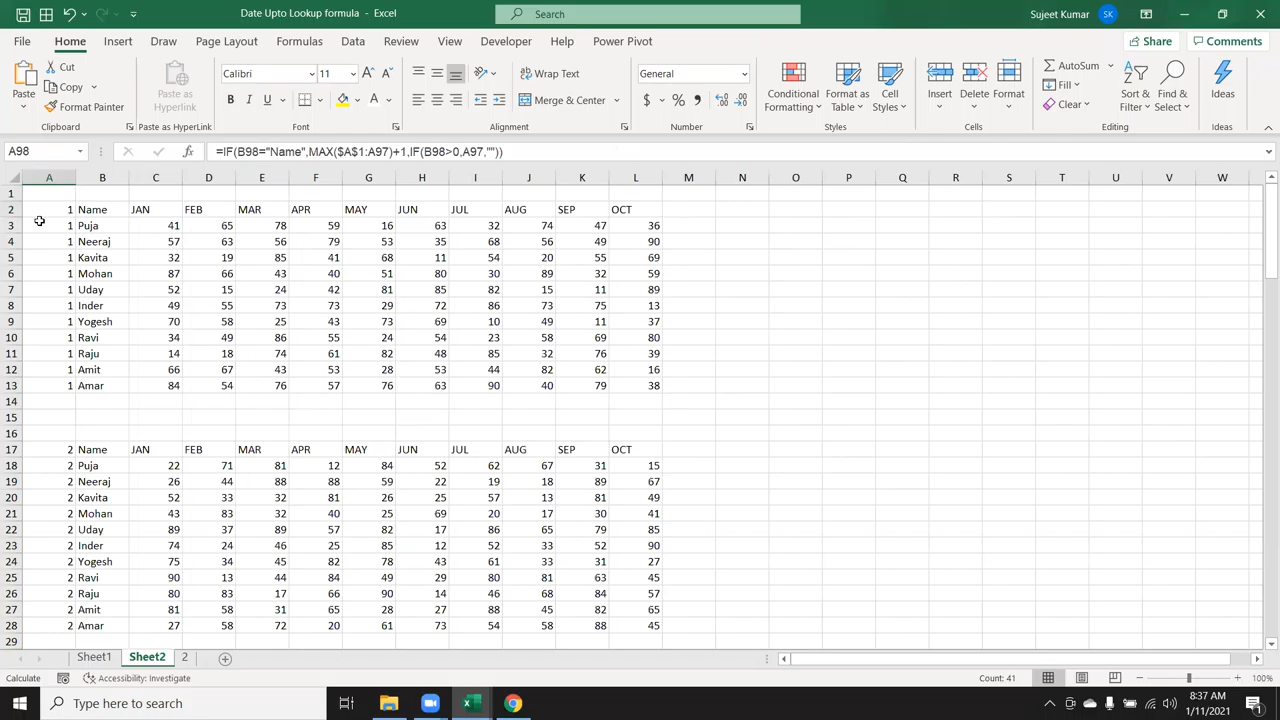 Date Upto Lookup formula - Excel
Search
Sujeet Kumar
SK
File Home Insert Draw Page Layout Formulas Data Review View Developer Help Power Pivot
Share
Comments
Paste
Cut
Copy
Format Painter
Clipboard
Paste as Hyperlink
Paste as HyperLink
Calibri 11
B I U
Font
Wrap Text
Merge & Center
Alignment
General
$ % ,
Number
Conditional Formatting
Format as Table
Cell Styles
Styles
Insert
Delete
Format
Cells
AutoSum
Fill
Clear
Sort & Filter
Find & Select
Editing
Ideas
Ideas
A98
fx
=IF(B98="Name",MAX($A$1:A97)+1,IF(B98>0,A97,""))
A B C D E F G H I J K L M N O P Q R S T U V W
1
2 1 Name JAN FEB MAR APR MAY JUN JUL AUG SEP OCT
3 1 Puja 41 65 78 59 16 63 32 74 47 36
4 1 Neeraj 57 63 56 79 53 35 68 56 49 90
5 1 Kavita 32 19 85 41 68 11 54 20 55 69
6 1 Mohan 87 66 43 40 51 80 30 89 32 59
7 1 Uday 52 15 24 42 81 85 82 15 11 89
8 1 Inder 49 55 73 73 29 72 86 73 75 13
9 1 Yogesh 70 58 25 43 73 69 10 49 11 37
10 1 Ravi 34 49 86 55 24 54 23 58 69 80
11 1 Raju 14 18 74 61 82 48 85 32 76 39
12 1 Amit 66 67 43 53 28 53 44 82 62 16
13 1 Amar 84 54 76 57 76 63 90 40 79 38
14
15
16
17 2 Name JAN FEB MAR APR MAY JUN JUL AUG SEP OCT
18 2 Puja 22 71 81 12 84 52 62 67 31 15
19 2 Neeraj 26 44 88 88 59 22 19 18 89 67
20 2 Kavita 52 33 32 81 26 25 57 13 81 49
21 2 Mohan 43 83 32 40 25 69 20 17 30 41
22 2 Uday 89 37 89 57 82 17 86 65 79 85
23 2 Inder 74 24 46 25 85 12 52 33 52 90
24 2 Yogesh 75 34 45 82 78 43 61 33 31 27
25 2 Ravi 90 13 44 84 49 29 80 81 63 45
26 2 Raju 80 83 17 66 90 14 46 68 84 57
27 2 Amit 81 58 31 65 28 27 88 45 82 65
28 2 Amar 27 58 72 20 61 73 54 58 88 45
29
Sheet1 Sheet2 2
Calculate
Accessibility: Investigate
Count: 41
100%
Type here to search
8:37 AM
1/11/2021